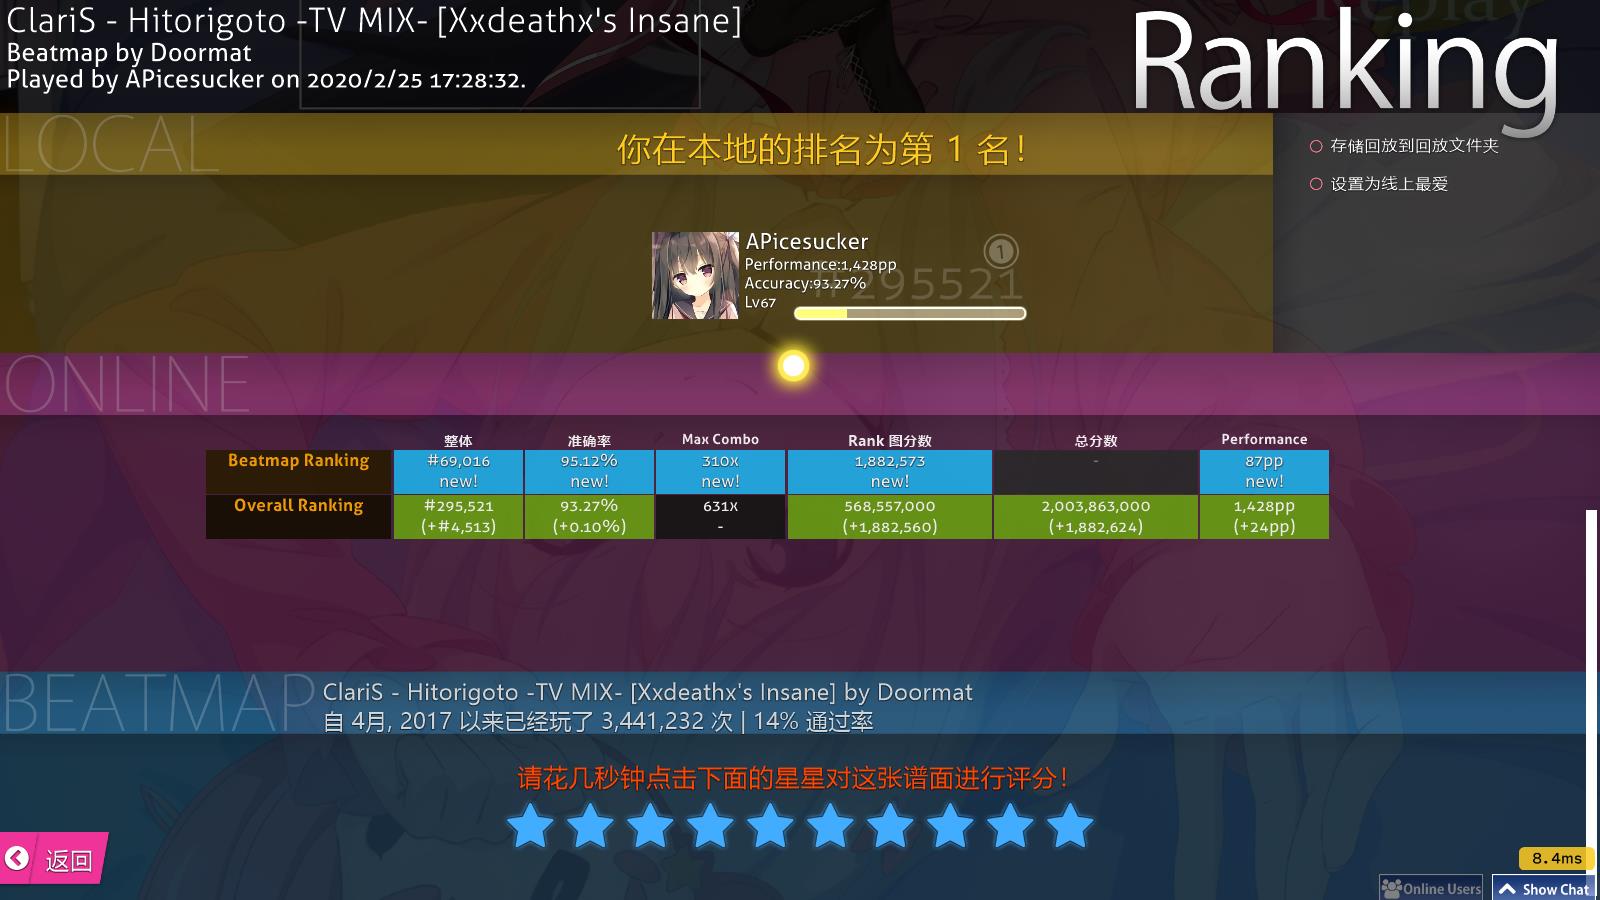 ClariS - Hitorigoto -TV MIX- [Xxdeathx's Insane]
Beatmap by Doormat
Played by APicesucker on 2020/2/25 17:28:32.
Replay
Ranking
LOCAL
你在本地的排名为第 1 名!
存储回放到回放文件夹
设置为线上最爱
APicesucker
1
Performance:1,428pp
#295521
Accuracy:93.27%
Lv67
ONLINE
整体 准确率 Max Combo Rank 图分数 总分数 Performance
Beatmap Ranking #69,016 95.12% 310x 1,882,573 - 87pp
new! new! new! new! new!
Overall Ranking #295,521 93.27% 631x 568,557,000 2,003,863,000 1,428pp
(+#4,513) (+0.10%) - (+1,882,560) (+1,882,624) (+24pp)
BEATMAP
ClariS - Hitorigoto -TV MIX- [Xxdeathx's Insane] by Doormat
自 4月, 2017 以来已经玩了 3,441,232 次 | 14% 通过率
请花几秒钟点击下面的星星对这张谱面进行评分!
返回
8.4ms
Online Users
Show Chat